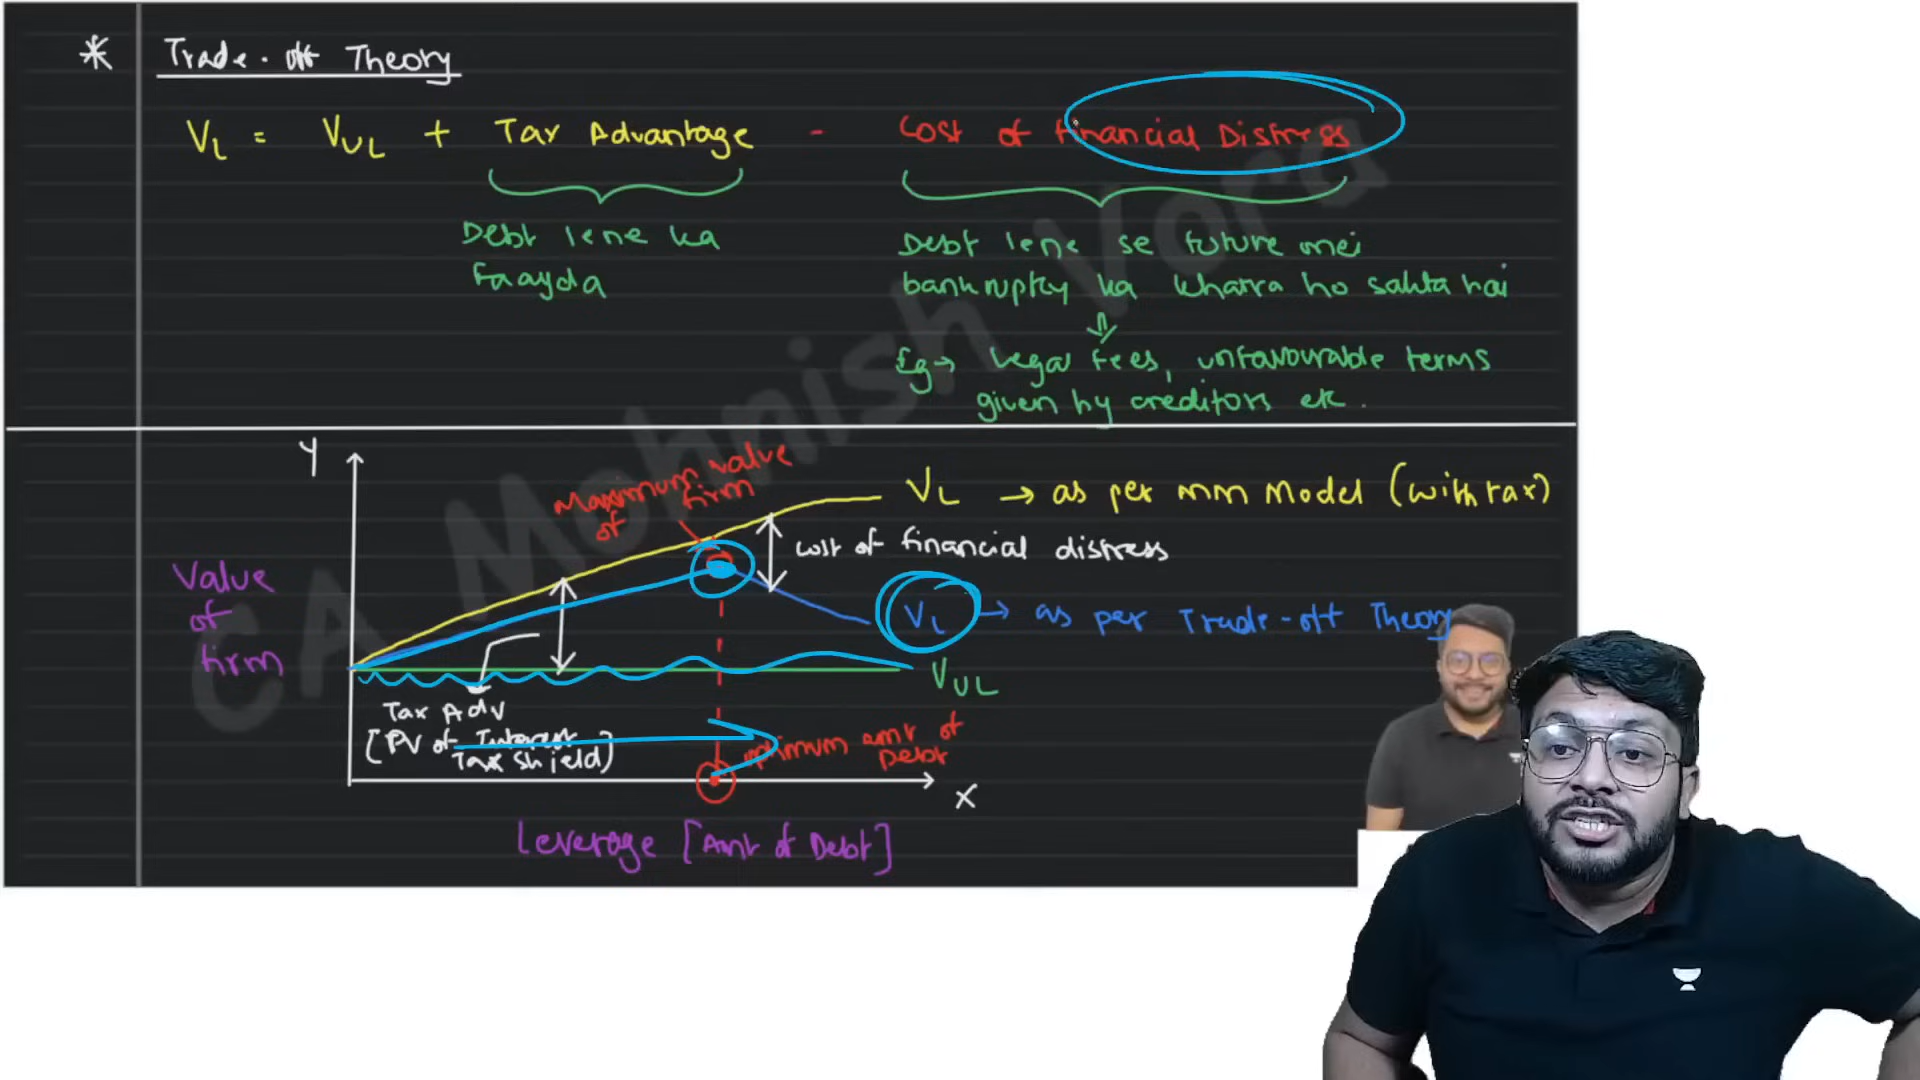 * Trade-off Theory
VL = VUL + Tax Advantage - Cost of Financial Distress
Debt lene ka
Faayda
Debt lene se future mei
bankruptcy ka khatra ho sakta hai
Eg → Legal Fees, unfavourable terms
given by creditors etc.
Y
Maximum value
of firm
VL → as per MM Model (with tax)
cost of financial distress
Value
of
firm
VL → as per Trade-off Theory
VUL
Tax Adv
[PV of Interest
Tax Shield]
optimum amt of
Debt
X
Leverage [Amt of Debt]
CA Mohnish Vora